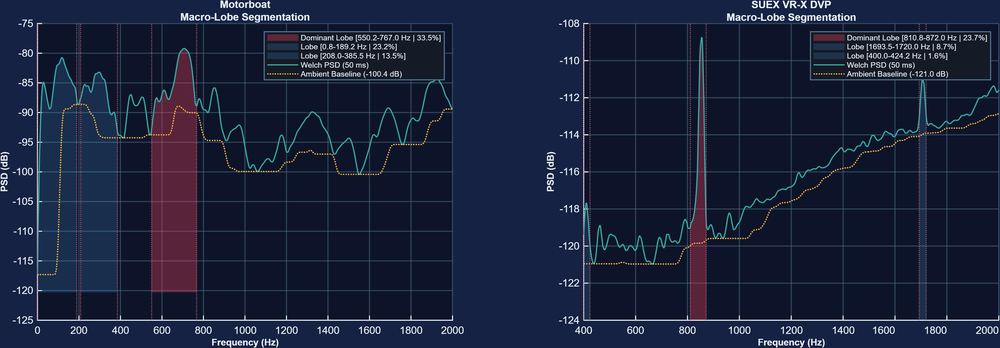 Motorboat
Macro-Lobe Segmentation
-75
-80
-85
-90
-95
-100
-105
-110
-115
-120
-125
PSD (dB)
Dominant Lobe [550.2-767.0 Hz | 33.5%]
Lobe [0.8-189.2 Hz | 23.2%]
Lobe [208.0-385.5 Hz | 13.5%]
Welch PSD (50 ms)
Ambient Baseline (-100.4 dB)
0 200 400 600 800 1000 1200 1400 1600 1800 2000
Frequency (Hz)
SUEX VR-X DVP
Macro-Lobe Segmentation
-108
-110
-112
-114
-116
-118
-120
-122
-124
PSD (dB)
Dominant Lobe [810.8-872.0 Hz | 23.7%]
Lobe [1693.5-1720.0 Hz | 8.7%]
Lobe [400.0-424.2 Hz | 1.6%]
Welch PSD (50 ms)
Ambient Baseline (-121.0 dB)
400 600 800 1000 1200 1400 1600 1800 2000
Frequency (Hz)